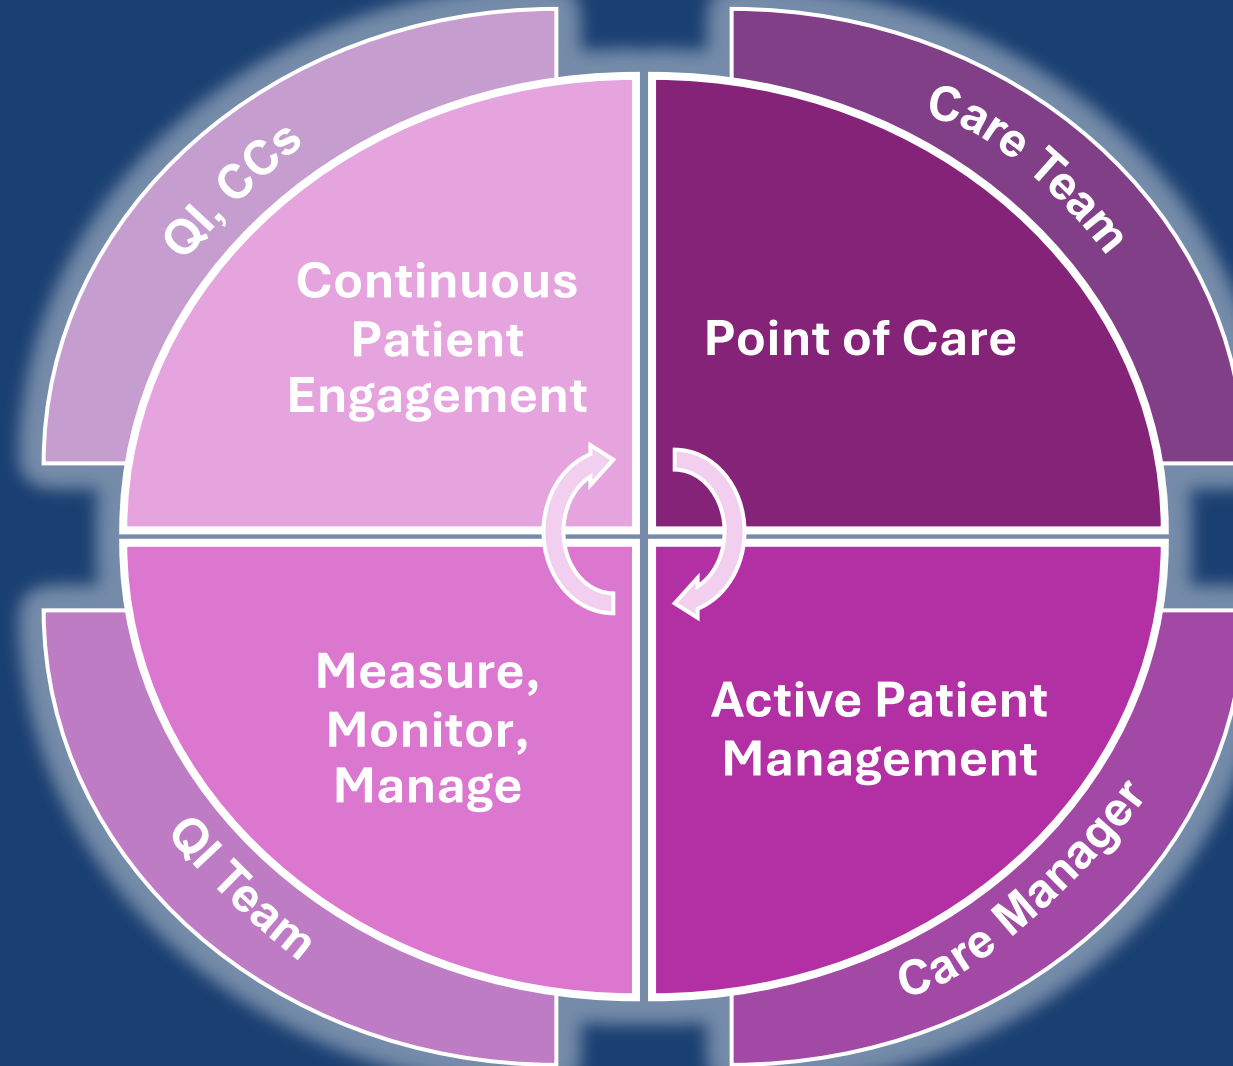 QI, CCs
Continuous
Patient
Engagement
Care Team
Point of Care
Measure,
Monitor,
Manage
QI Team
Active Patient
Management
Care Manager